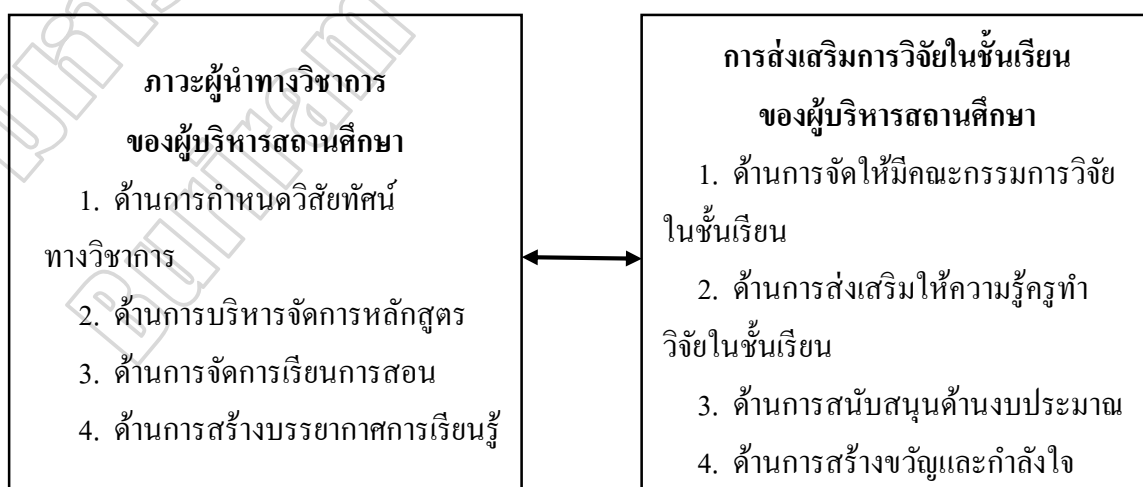 ภาวะผู้นำทางวิชาการ
ของผู้บริหารสถานศึกษา
1. ด้านการกำหนดวิสัยทัศน์
ทางวิชาการ
2. ด้านการบริหารจัดการหลักสูตร
3. ด้านการจัดการเรียนการสอน
4. ด้านการสร้างบรรยากาศการเรียนรู้
การส่งเสริมการวิจัยในชั้นเรียน
ของผู้บริหารสถานศึกษา
1. ด้านการจัดให้มีคณะกรรมการวิจัย
ในชั้นเรียน
2. ด้านการส่งเสริมให้ความรู้ครูทำ
วิจัยในชั้นเรียน
3. ด้านการสนับสนุนด้านงบประมาณ
4. ด้านการสร้างขวัญและกำลังใจ
Buriram